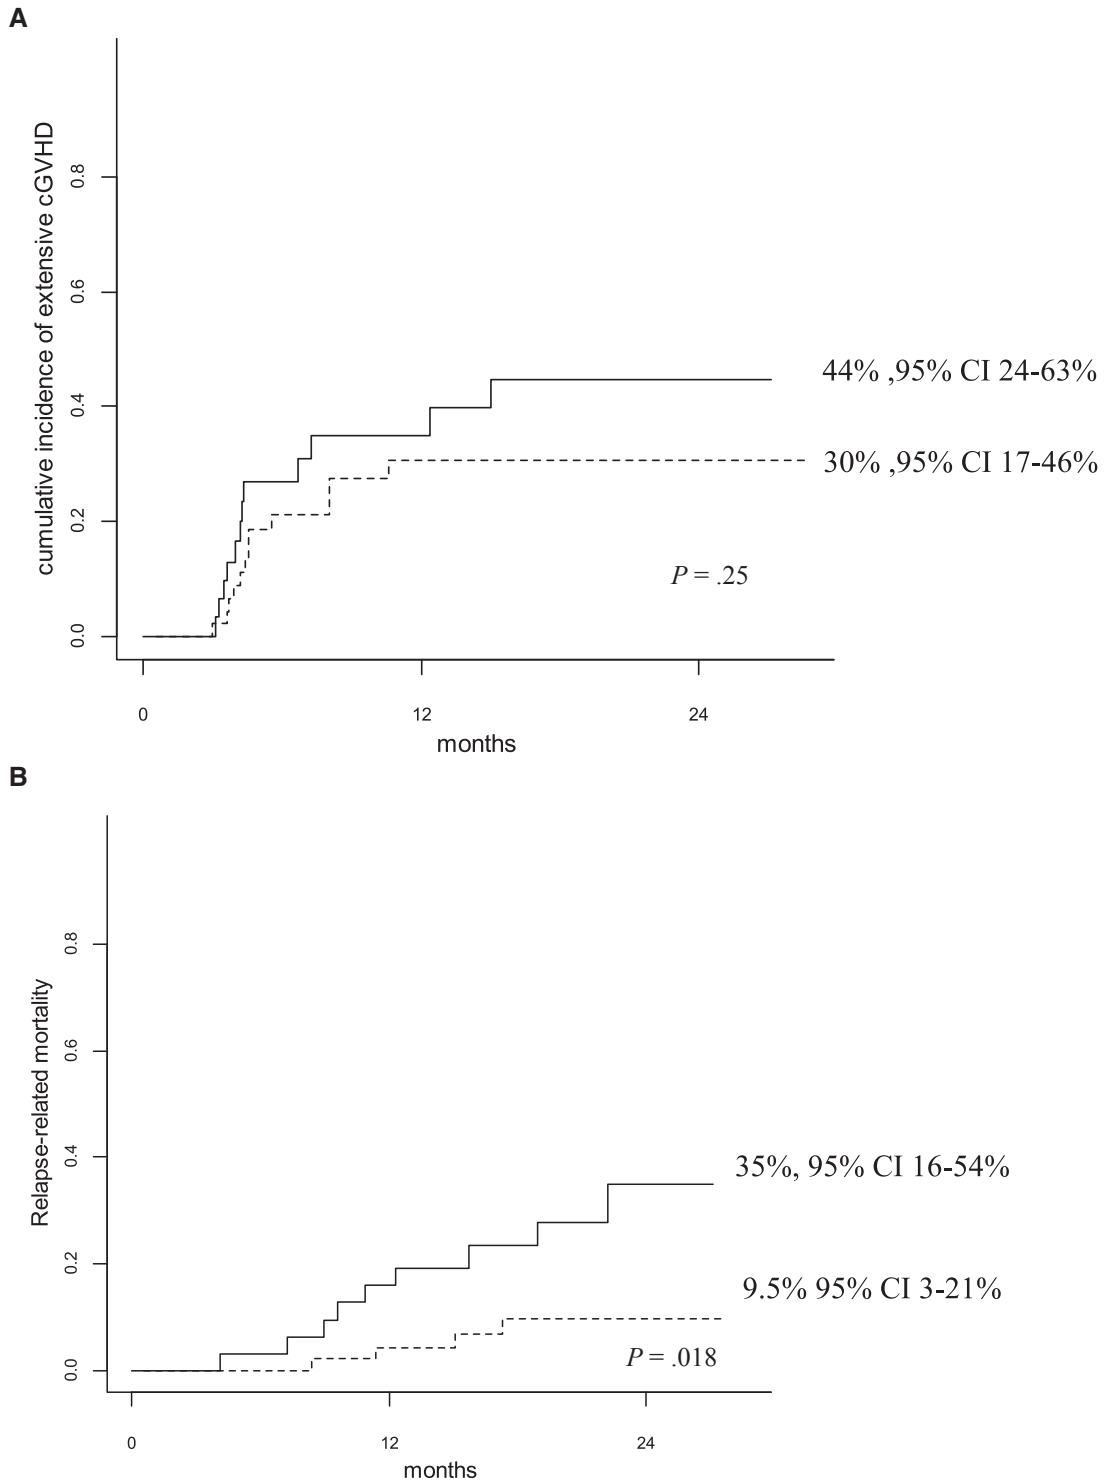 A
cumulative incidence of extensive cGVHD
0.8
0.6
0.4
0.2
0.0
44% ,95% CI 24-63%
30% ,95% CI 17-46%
P = .25
0 12 24
months
B
Relapse-related mortality
0.8
0.6
0.4
0.2
0.0
35%, 95% CI 16-54%
9.5% 95% CI 3-21%
P = .018
0 12 24
months